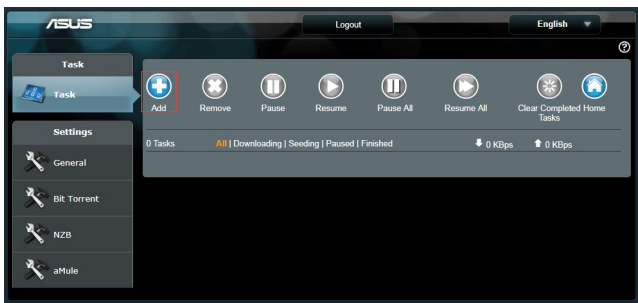 ASUS
Logout
English
?
Task
Task
Add
Remove
Pause
Resume
Pause All
Resume All
Clear Completed Tasks
Home
0 Tasks
All | Downloading | Seeding | Paused | Finished
0 KBps
0 KBps
Settings
General
Bit Torrent
NZB
aMule